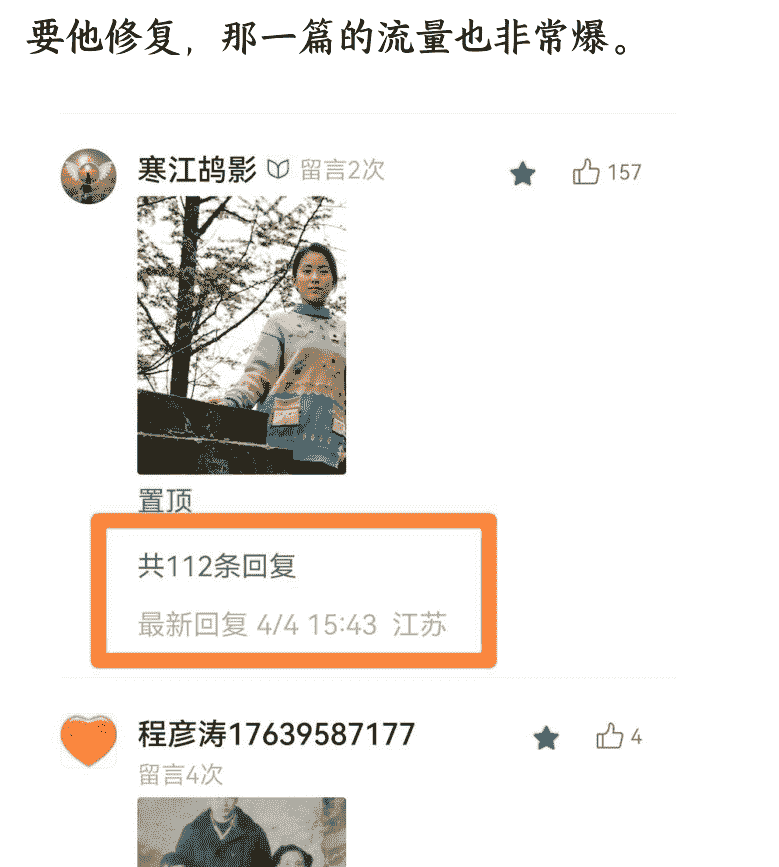 要他修复，那一篇的流量也非常爆。
寒江鸪影 留言2次 157
置顶
共112条回复
最新回复 4/4 15:43 江苏
程彦涛17639587177 4
留言4次